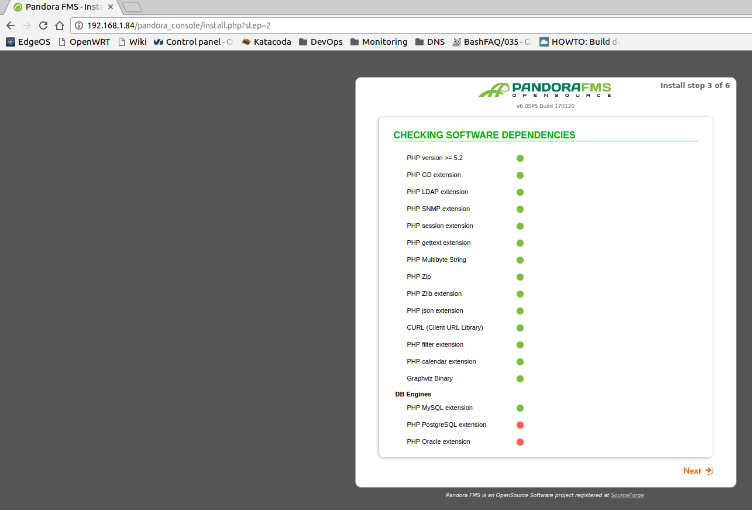 Pandora FMS - Inst
192.168.1.84/pandora_console/install.php?step=2
EdgeOS OpenWRT Wiki Control panel - Katacoda DevOps Monitoring DNS BashFAQ/035 - HOWTO: Build
PANDORAFMS Install step 3 of 6
OPENSOURCE
v6.0SP5 Build 170120
CHECKING SOFTWARE DEPENDENCIES
PHP version >= 5.2
PHP GD extension
PHP LDAP extension
PHP SNMP extension
PHP session extension
PHP gettext extension
PHP Multibyte String
PHP Zip
PHP Zlib extension
PHP json extension
CURL (Client URL Library)
PHP filter extension
PHP calendar extension
Graphviz Binary
DB Engines
PHP MySQL extension
PHP PostgreSQL extension
PHP Oracle extension
Next
Pandora FMS is an OpenSource Software project registered at SourceForge